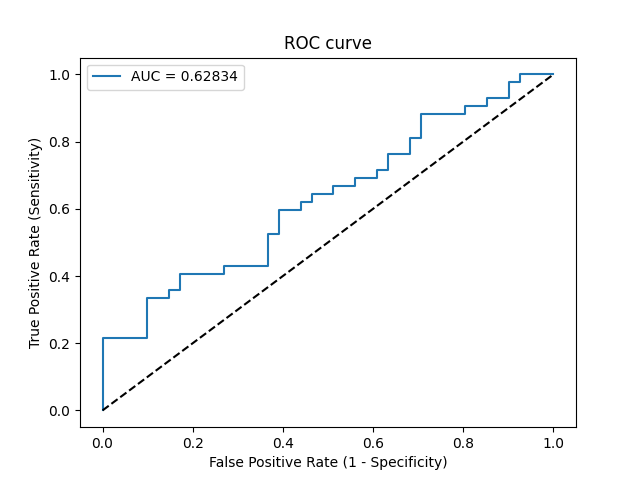 ROC curve
AUC = 0.62834
True Positive Rate (Sensitivity)
1.0
0.8
0.6
0.4
0.2
0.0
0.0 0.2 0.4 0.6 0.8 1.0
False Positive Rate (1 - Specificity)